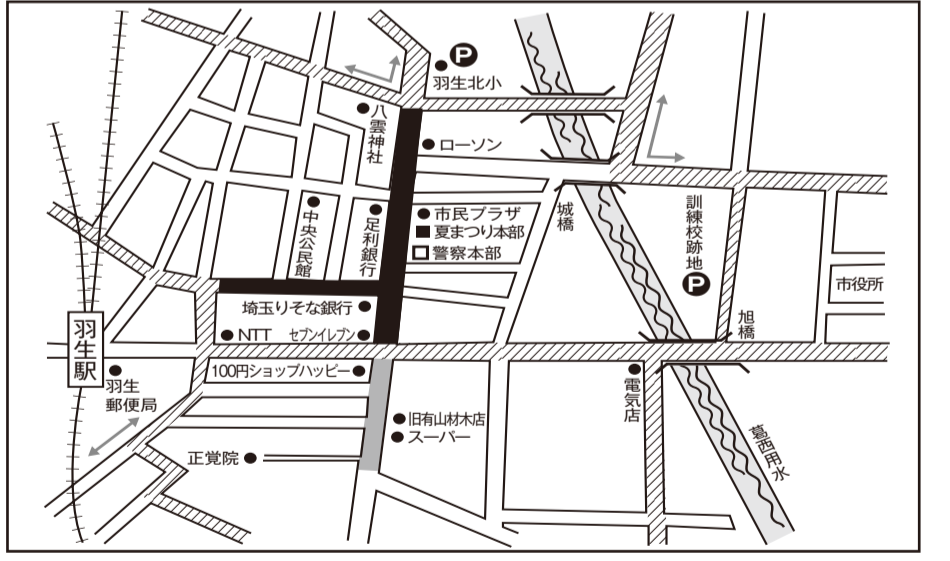 P
羽生北小
八雲神社
ローソン
中央公民館
足利銀行
市民プラザ
夏まつり本部
警察本部
城橋
訓練校跡地
P
市役所
埼玉りそな銀行
NTT
セブンイレブン
旭橋
羽生駅
羽生
郵便局
100円ショップハッピー
電気店
旧有山材木店
スーパー
正覚院
葛西用水